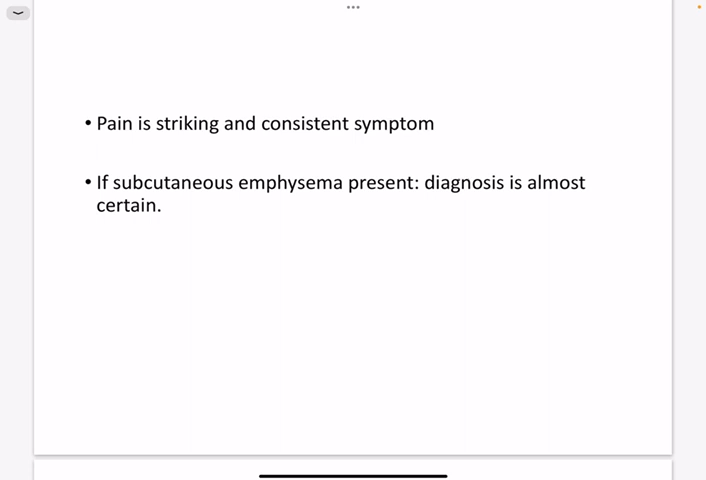 • Pain is striking and consistent symptom
• If subcutaneous emphysema present: diagnosis is almost
certain.